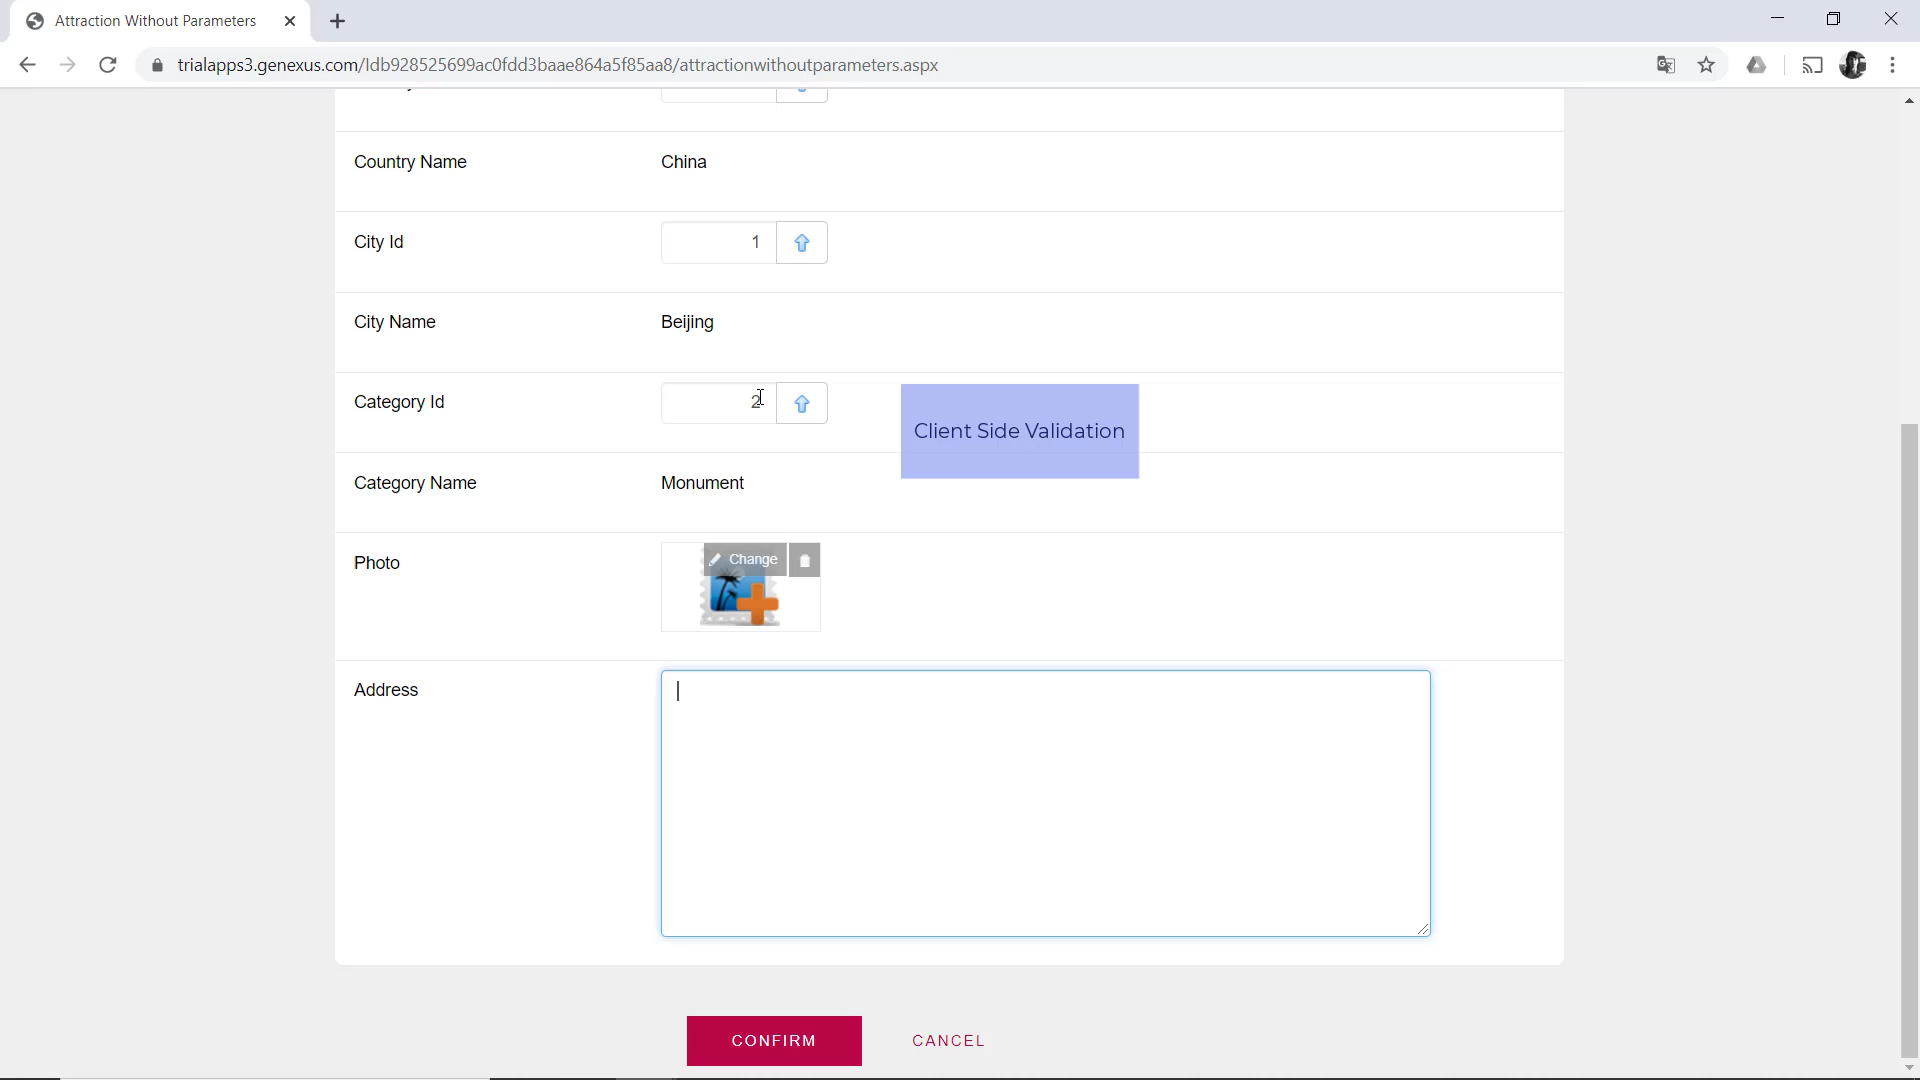 Attraction Without Parameters
trialapps3.genexus.com/Idb928525699ac0fdd3baae864a5f85aa8/attractionwithoutparameters.aspx
Country Name China
City Id 1
City Name Beijing
Category Id 2
Client Side Validation
Category Name Monument
Photo Change
Address
CONFIRM CANCEL